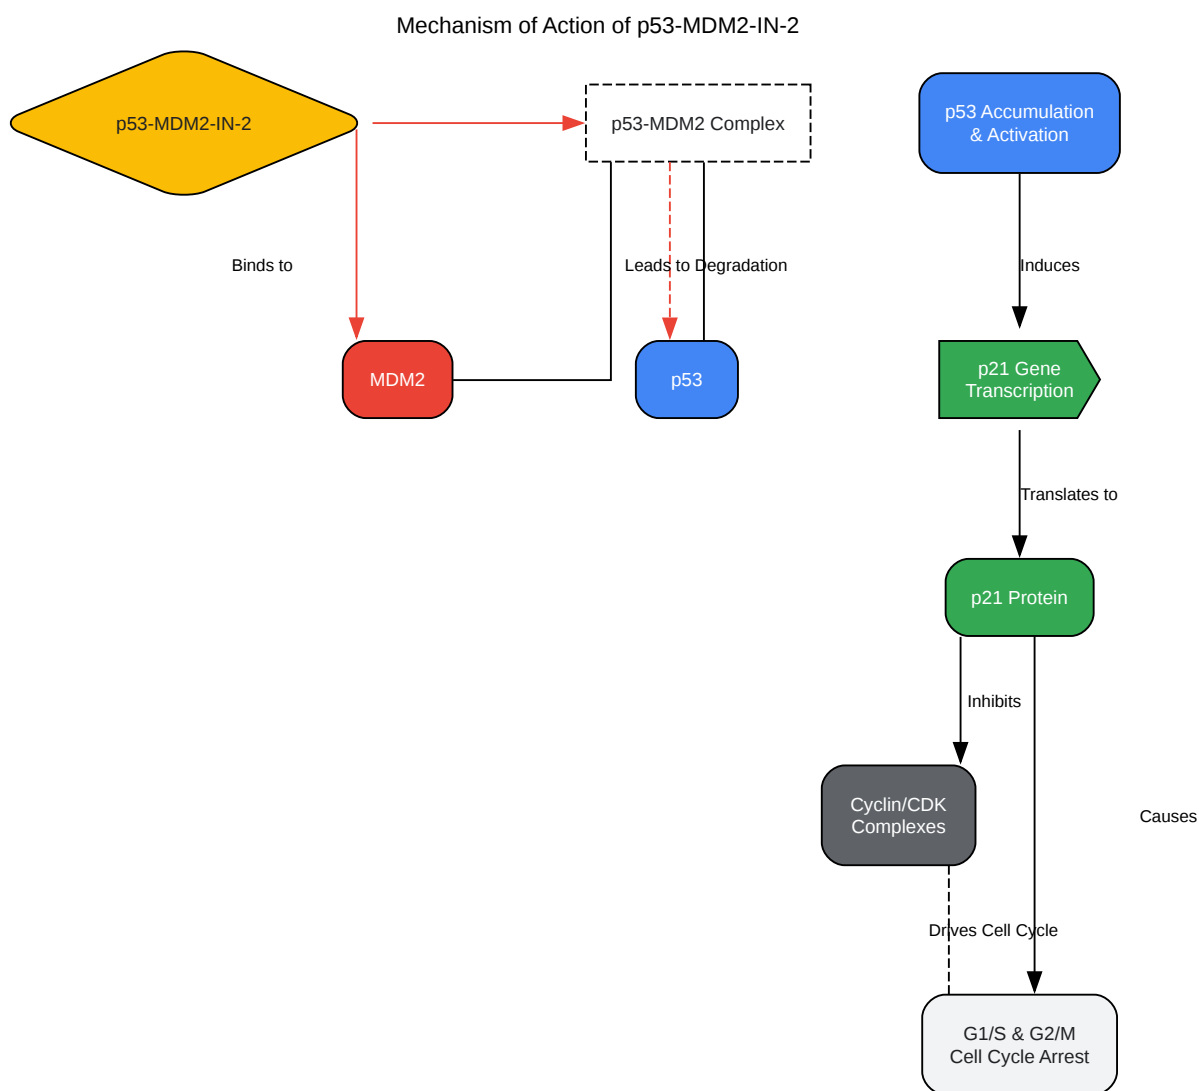 Mechanism of Action of p53-MDM2-IN-2
p53-MDM2-IN-2
p53-MDM2 Complex
p53 Accumulation
& Activation
Binds to
Leads to Degradation
Induces
MDM2
p53
p21 Gene
Transcription
Translates to
p21 Protein
Inhibits
Cyclin/CDK
Complexes
Causes
Drives Cell Cycle
G1/S & G2/M
Cell Cycle Arrest